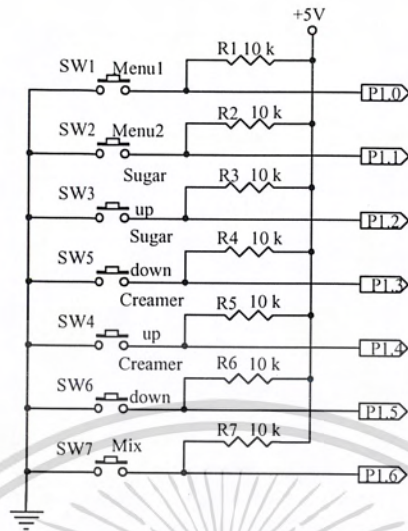 +5V
R1 10 k
SW1 Menu1
P1.0
R2 10 k
SW2 Menu2
P1.1
Sugar
R3 10 k
SW3 up
P1.2
Sugar
R4 10 k
SW5 down
P1.3
Creamer
R5 10 k
SW4 up
P1.4
Creamer
R6 10 k
SW6 down
P1.5
R7 10 k
SW7 Mix
P1.6